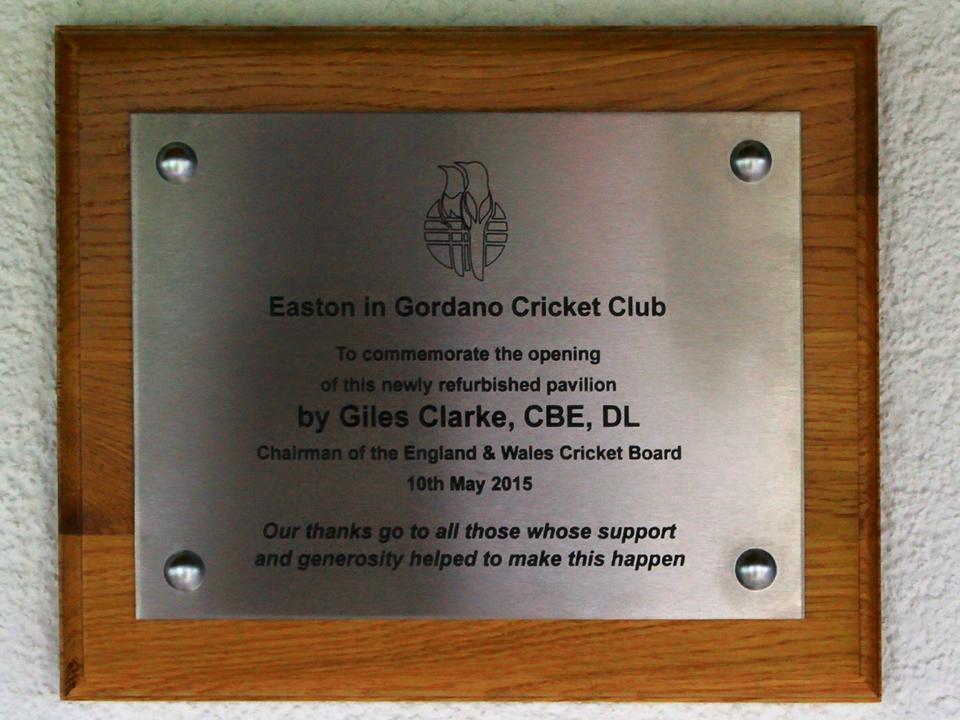 Easton in Gordano Cricket Club
To commemorate the opening
of this newly refurbished pavilion
by Giles Clarke, CBE, DL
Chairman of the England & Wales Cricket Board
10th May 2015
Our thanks go to all those whose support
and generosity helped to make this happen